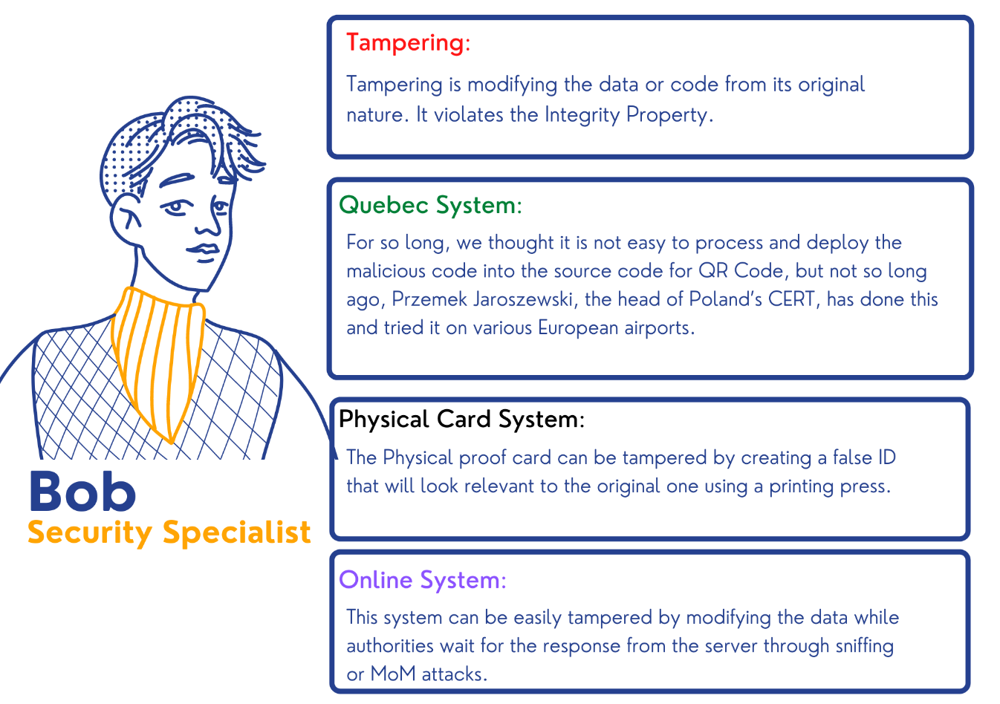 Tampering:
Tampering is modifying the data or code from its original
nature. It violates the Integrity Property.
Quebec System:
For so long, we thought it is not easy to process and deploy the
malicious code into the source code for QR Code, but not so long
ago, Przemek Jaroszewski, the head of Poland's CERT, has done this
and tried it on various European airports.
Physical Card System:
The Physical proof card can be tampered by creating a false ID
that will look relevant to the original one using a printing press.
Bob
Security Specialist
Online System:
This system can be easily tampered by modifying the data while
authorities wait for the response from the server through sniffing
or MoM attacks.